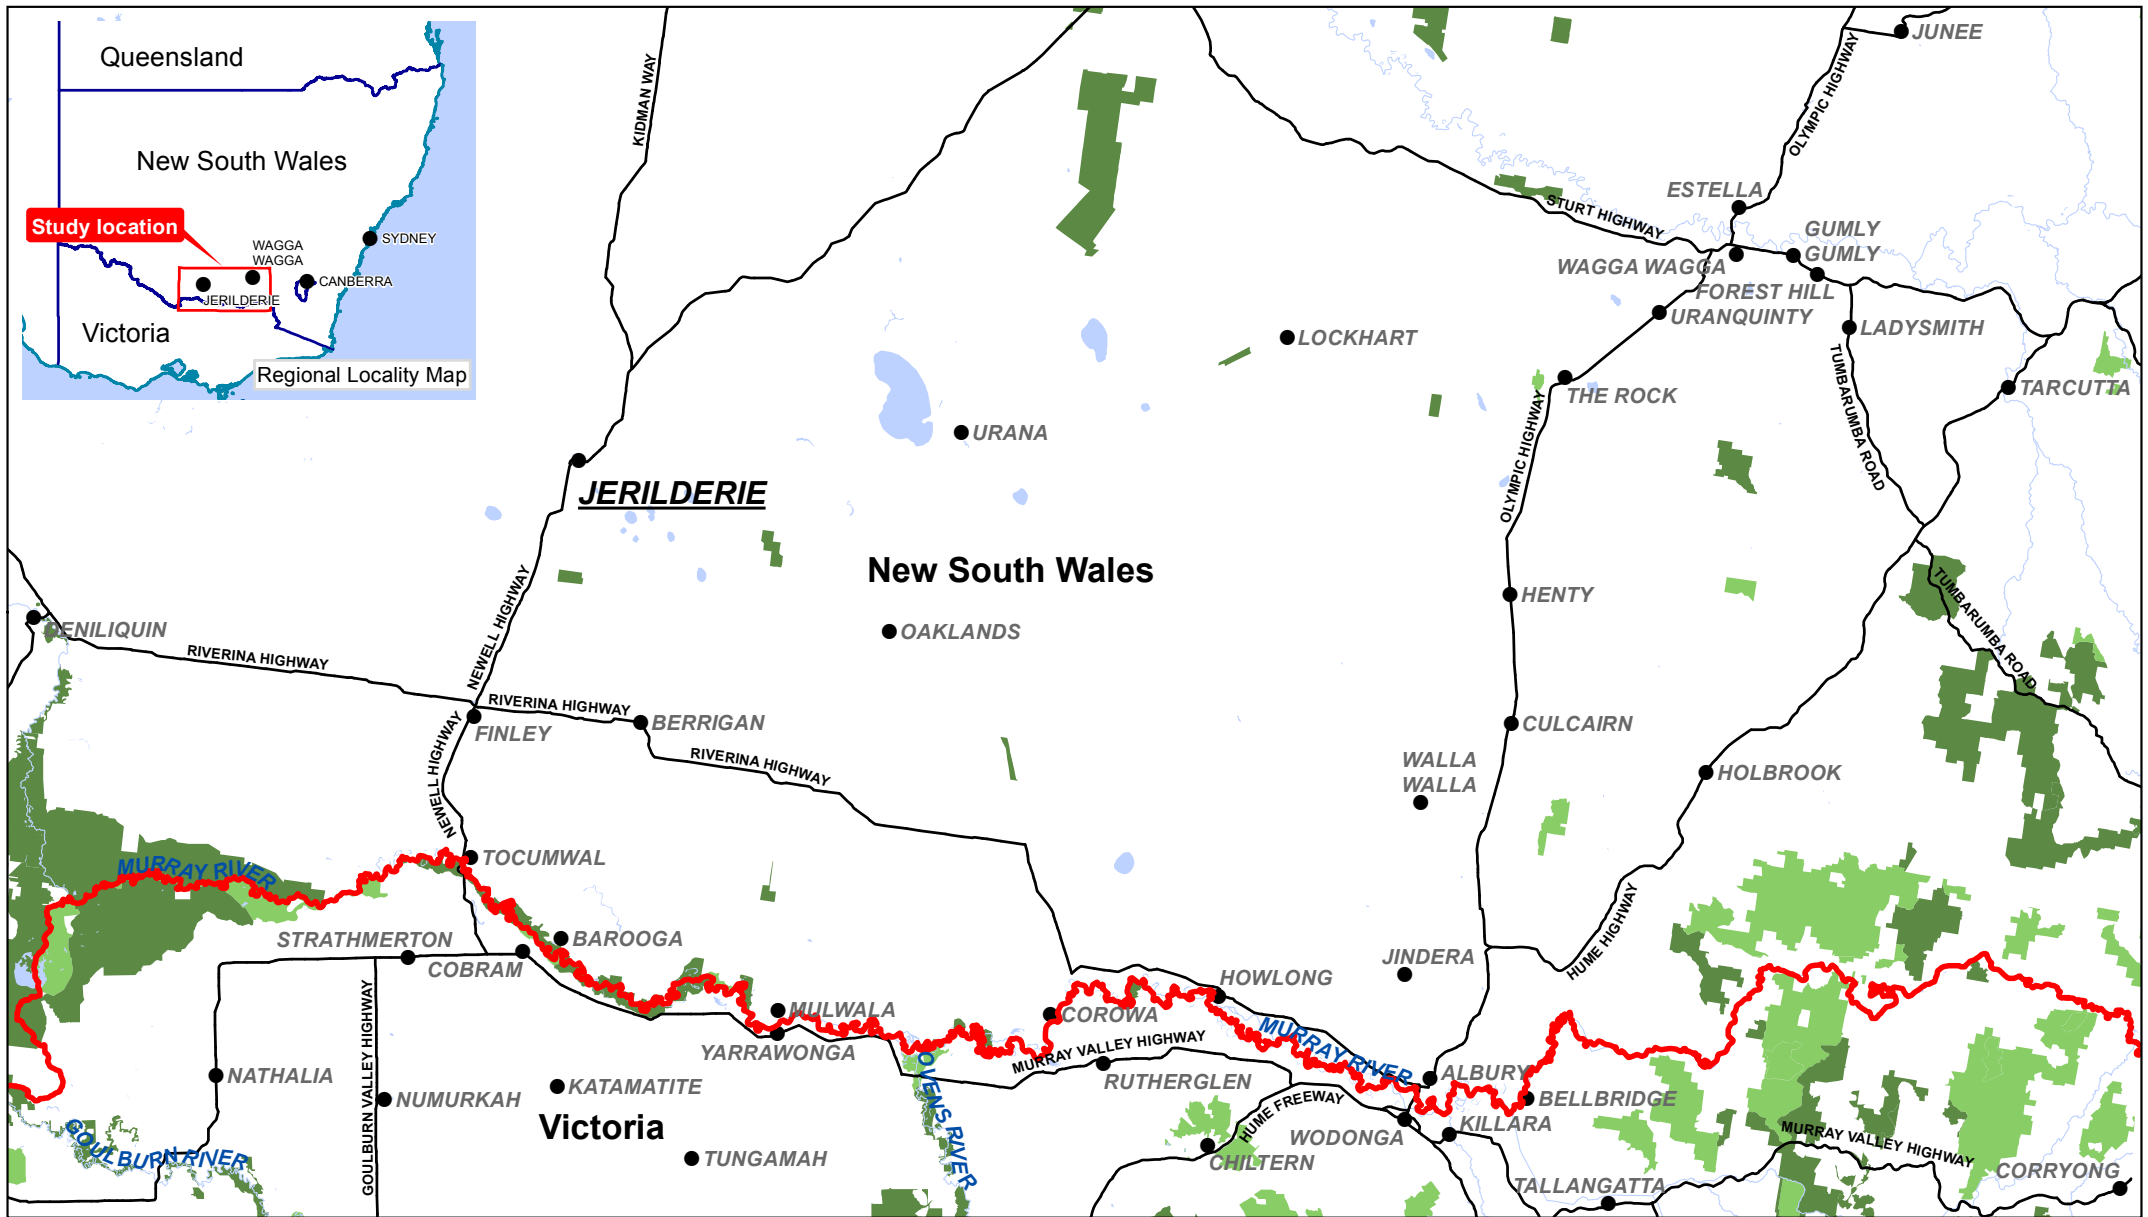 Queensland
New South Wales
Study location
WAGGA
WAGGA
SYDNEY
CANBERRA
JERILDERIE
Victoria
Regional Locality Map
KIDMAN WAY
JUNEE
OLYMPIC HIGHWAY
ESTELLA
STURT HIGHWAY
GUMLY
GUMLY
WAGGA WAGGA
FOREST HILL
URANQUINTY
LADYSMITH
LOCKHART
TUMBARUMBA ROAD
THE ROCK
TARCUTTA
OLYMPIC HIGHWAY
URANA
JERILDERIE
New South Wales
NEWELL HIGHWAY
HENTY
TUMBARUMBA ROAD
DENILIQUIN
OAKLANDS
RIVERINA HIGHWAY
RIVERINA HIGHWAY
FINLEY
BERRIGAN
CULCAIRN
NEWELL HIGHWAY
RIVERINA HIGHWAY
WALLA
WALLA
HOLBROOK
TOCUMWAL
MURRAY RIVER
HUME HIGHWAY
STRATHMERTON
BAROOGA
COBRAM
JINDERA
HOWLONG
MULWALA
COROWA
MURRAY RIVER
YARRAWONGA
MURRAY VALLEY HIGHWAY
GOULBURN VALLEY HIGHWAY
NATHALIA
NUMURKAH
KATAMATITE
OVENS RIVER
RUTHERGLEN
ALBURY
BELLBRIDGE
Victoria
HUME FREEWAY
WODONGA
KILLARA
GOULBURN RIVER
TUNGAMAH
CHILTERN
MURRAY VALLEY HIGHWAY
TALLANGATTA
CORRYONG